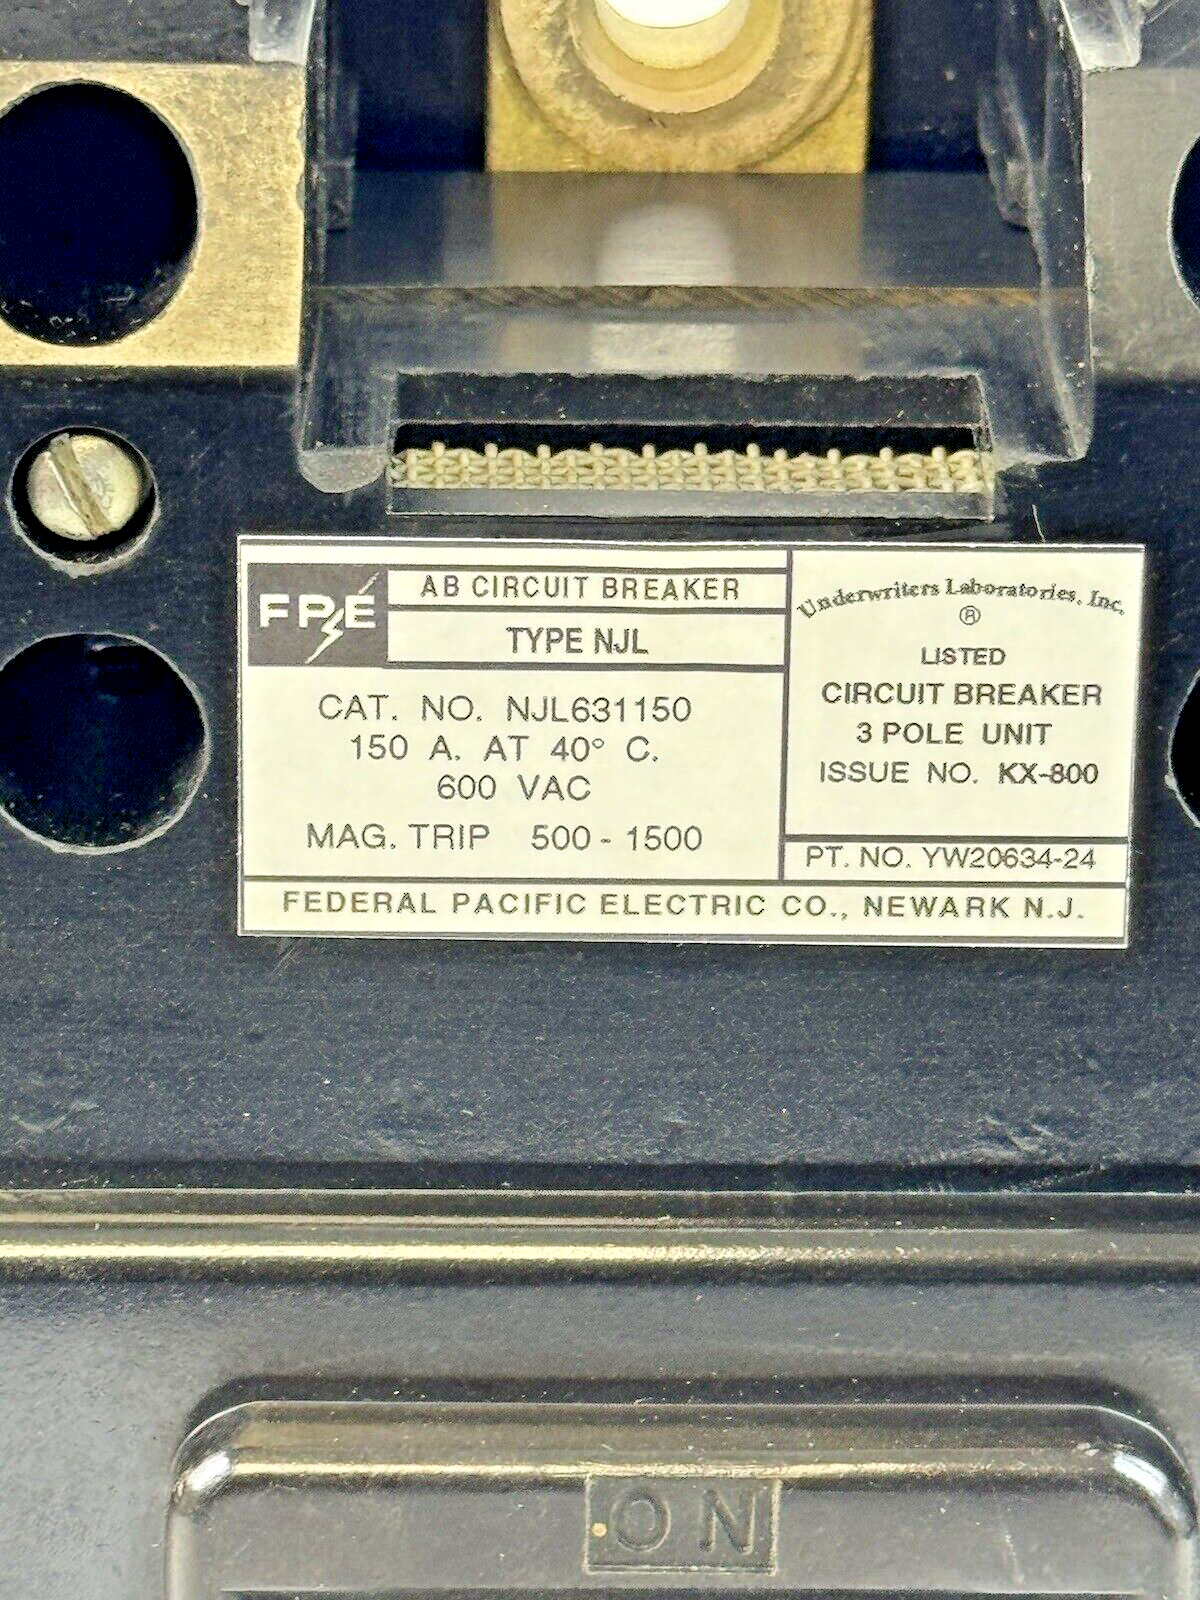 FPE
AB CIRCUIT BREAKER
TYPE NJL
CAT. NO. NJL631150
150 A. AT 40° C.
600 VAC
MAG. TRIP 500 - 1500
Underwriters Laboratories, Inc.
®
LISTED
CIRCUIT BREAKER
3 POLE UNIT
ISSUE NO. KX-800
PT. NO. YW20634-24
FEDERAL PACIFIC ELECTRIC CO., NEWARK N.J.
ON